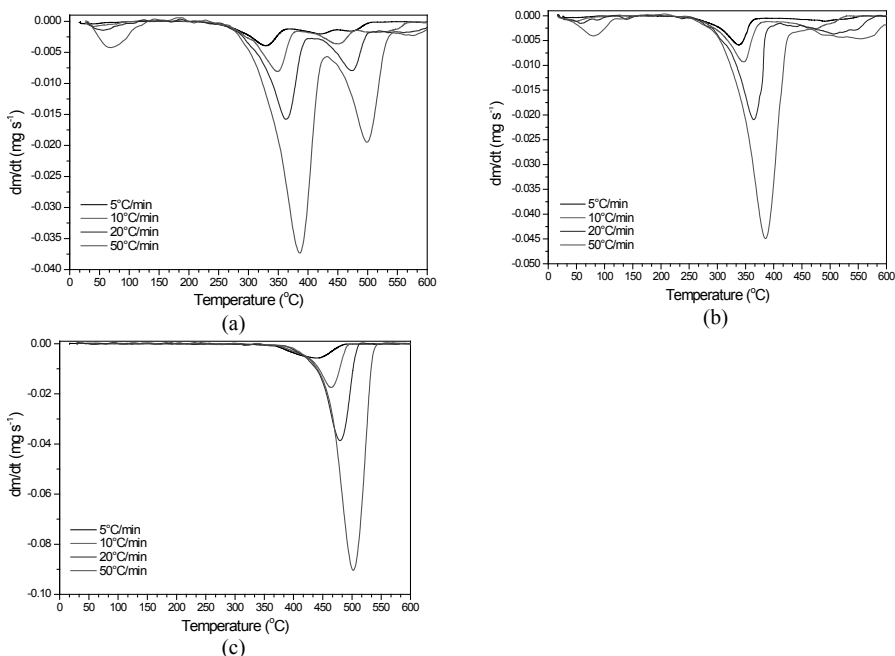 0.000
-0.005
-0.010
-0.015
-0.020
-0.025
-0.030
-0.035
-0.040
dm/dt (mg s⁻¹)
5°C/min
10°C/min
20°C/min
50°C/min
0 50 100 150 200 250 300 350 400 450 500 550 600
Temperature (°C)
(a)
0.000
-0.005
-0.010
-0.015
-0.020
-0.025
-0.030
-0.035
-0.040
-0.045
-0.050
dm/dt (mg s⁻¹)
5°C/min
10°C/min
20°C/min
50°C/min
0 50 100 150 200 250 300 350 400 450 500 550 600
Temperature (°C)
(b)
0.00
-0.02
-0.04
-0.06
-0.08
-0.10
dm/dt (mg s⁻¹)
5°C/min
10°C/min
20°C/min
50°C/min
0 50 100 150 200 250 300 350 400 450 500 550 600
Temperature (°C)
(c)